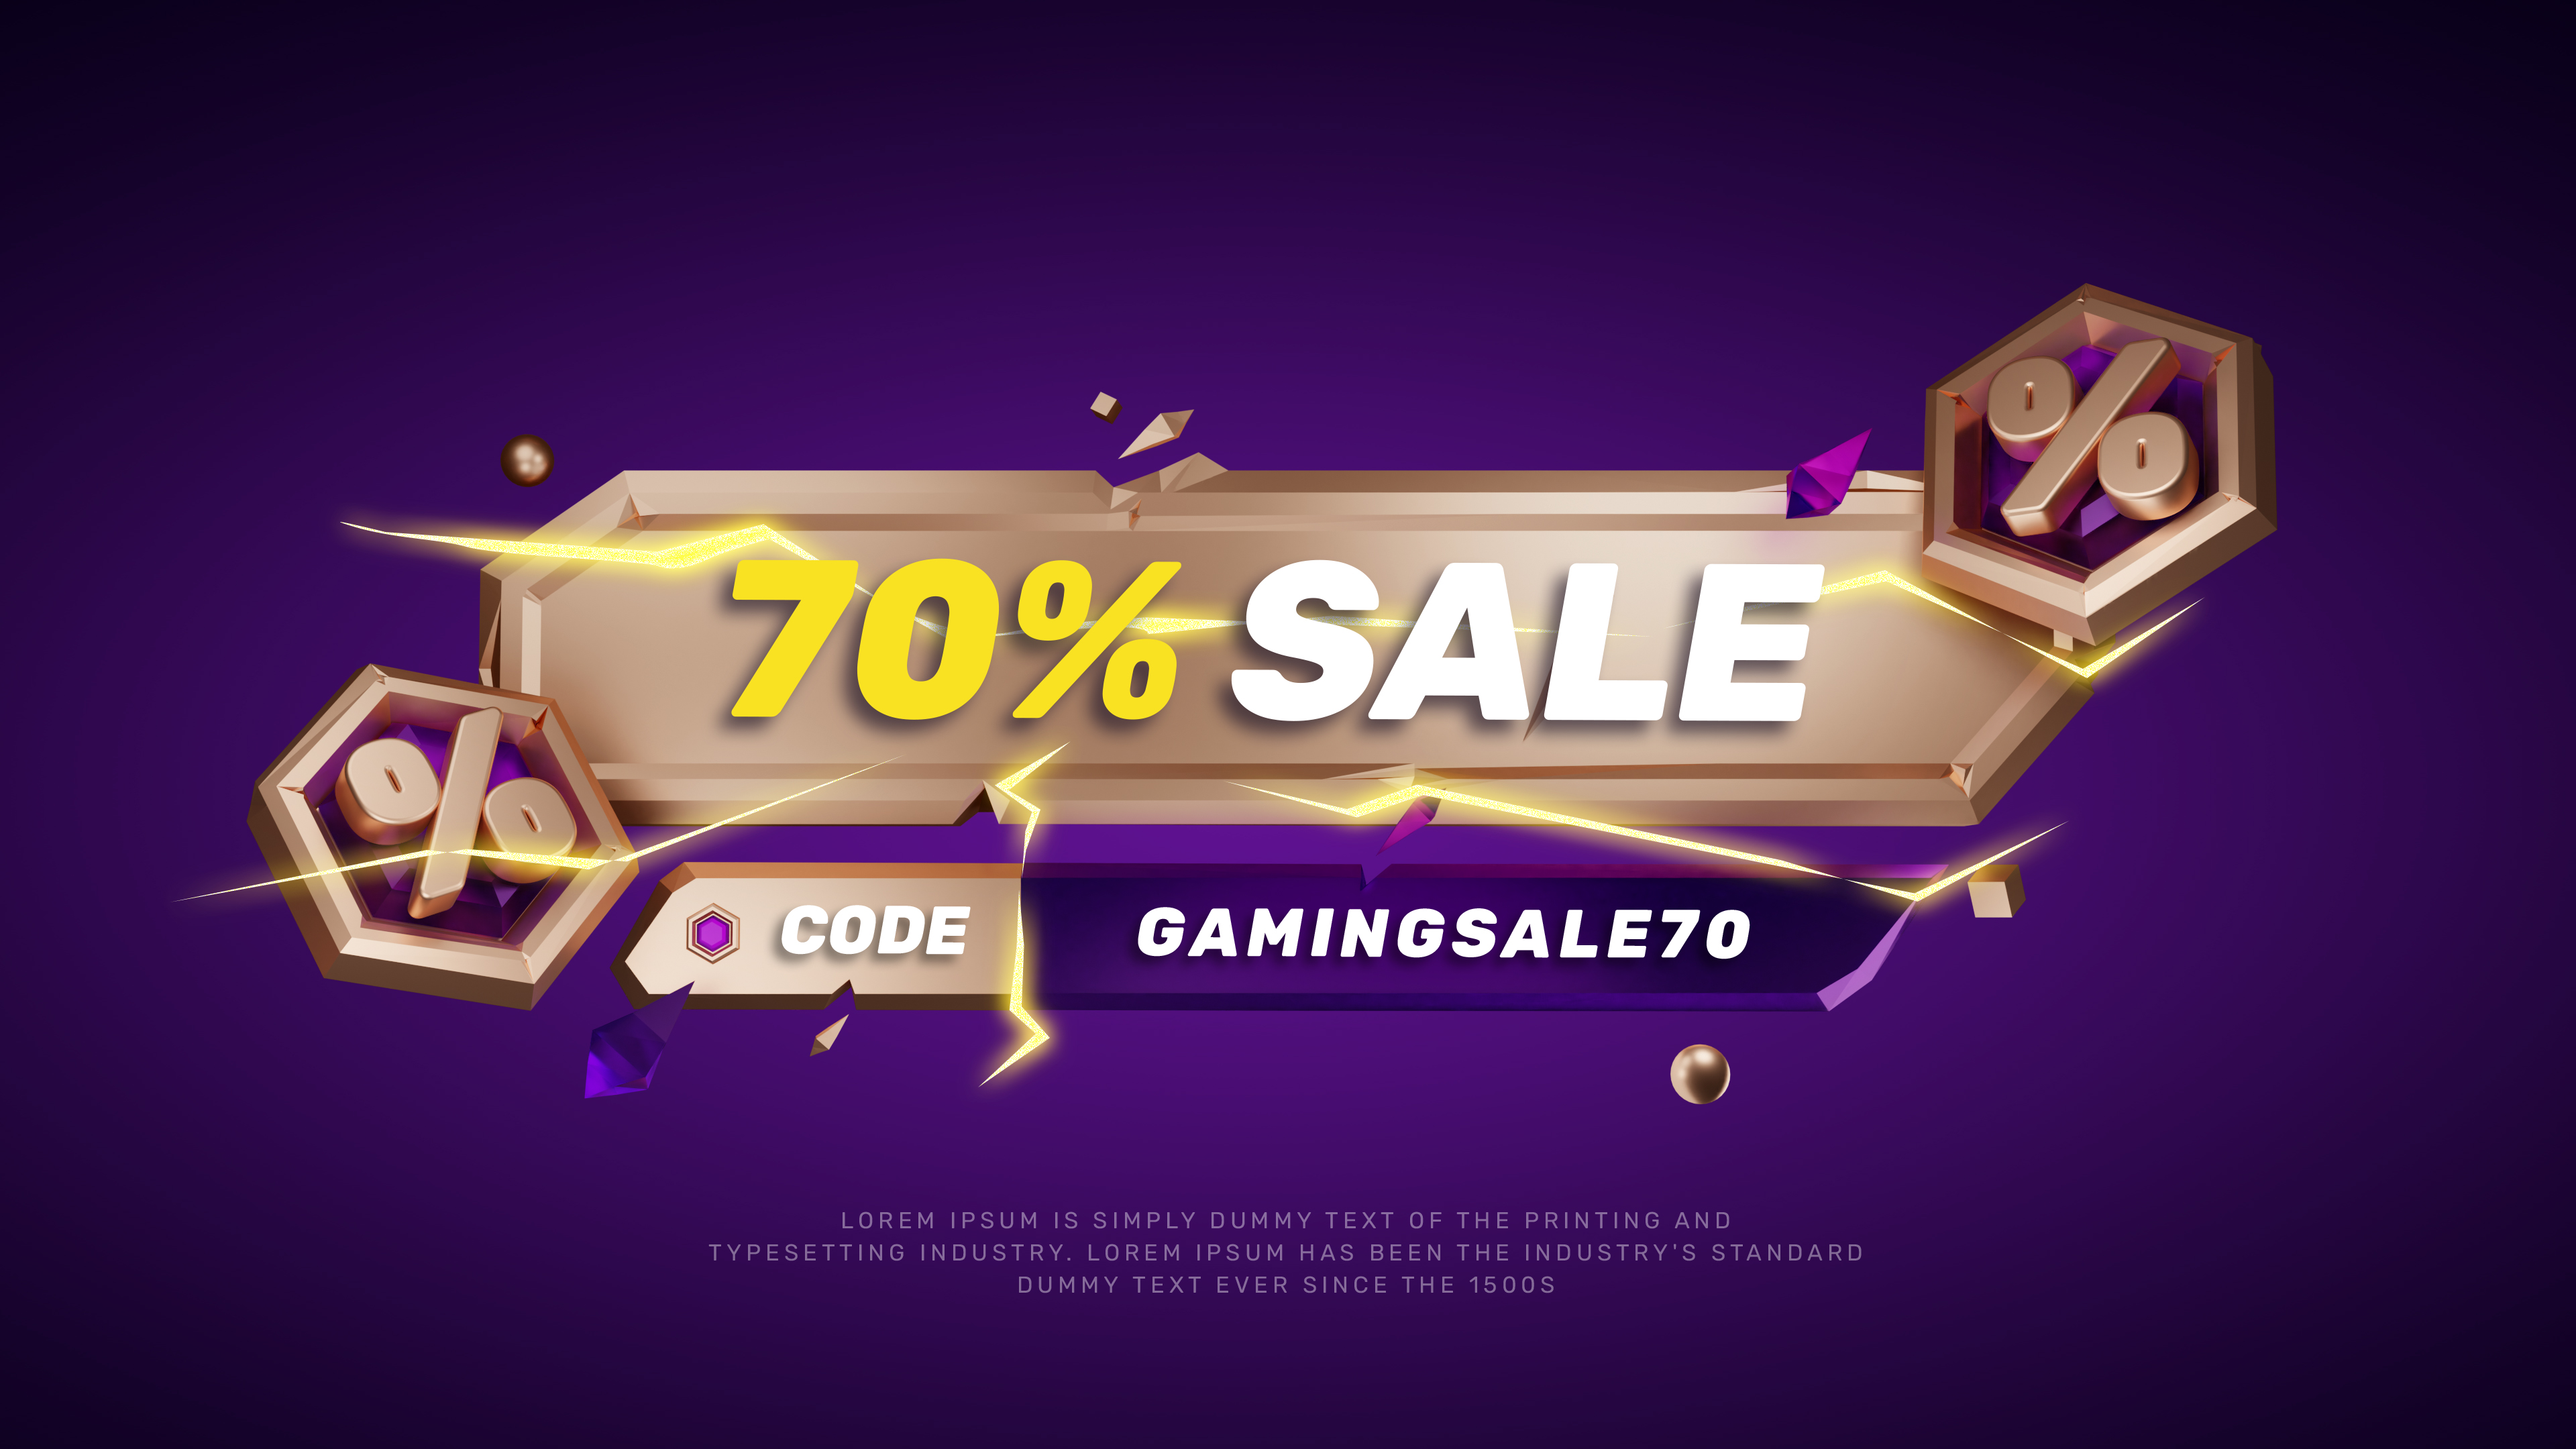 %
70% SALE
%
CODE GAMINGSALE70
LOREM IPSUM IS SIMPLY DUMMY TEXT OF THE PRINTING AND
TYPESETTING INDUSTRY. LOREM IPSUM HAS BEEN THE INDUSTRY'S STANDARD
DUMMY TEXT EVER SINCE THE 1500S